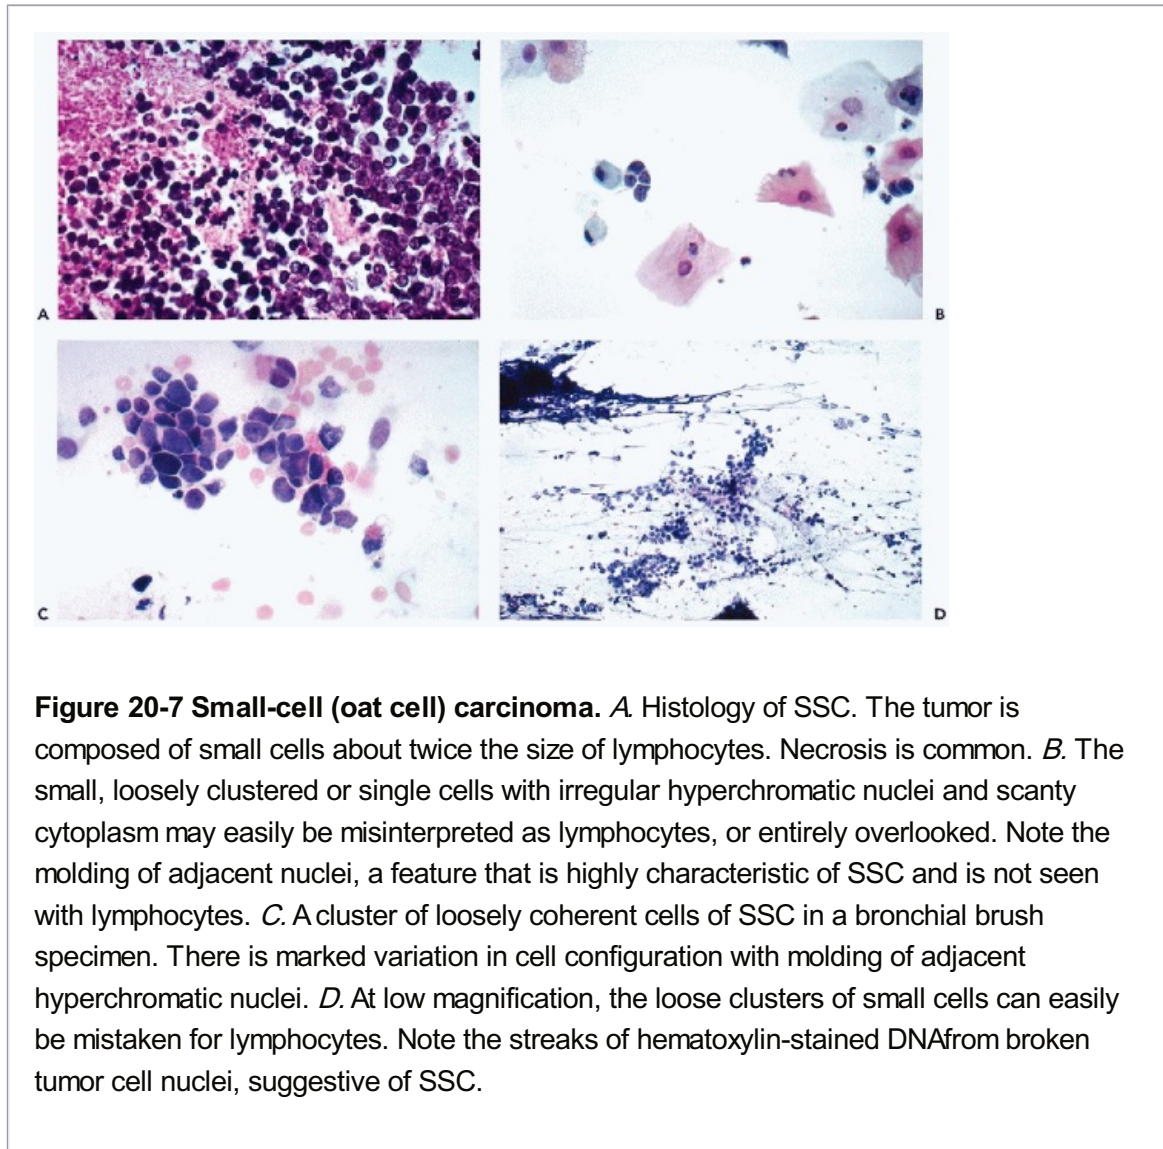 A
B
C
D
Figure 20-7 Small-cell (oat cell) carcinoma. A. Histology of SSC. The tumor is
composed of small cells about twice the size of lymphocytes. Necrosis is common. B. The
small, loosely clustered or single cells with irregular hyperchromatic nuclei and scanty
cytoplasm may easily be misinterpreted as lymphocytes, or entirely overlooked. Note the
molding of adjacent nuclei, a feature that is highly characteristic of SSC and is not seen
with lymphocytes. C. A cluster of loosely coherent cells of SSC in a bronchial brush
specimen. There is marked variation in cell configuration with molding of adjacent
hyperchromatic nuclei. D. At low magnification, the loose clusters of small cells can easily
be mistaken for lymphocytes. Note the streaks of hematoxylin-stained DNAfrom broken
tumor cell nuclei, suggestive of SSC.